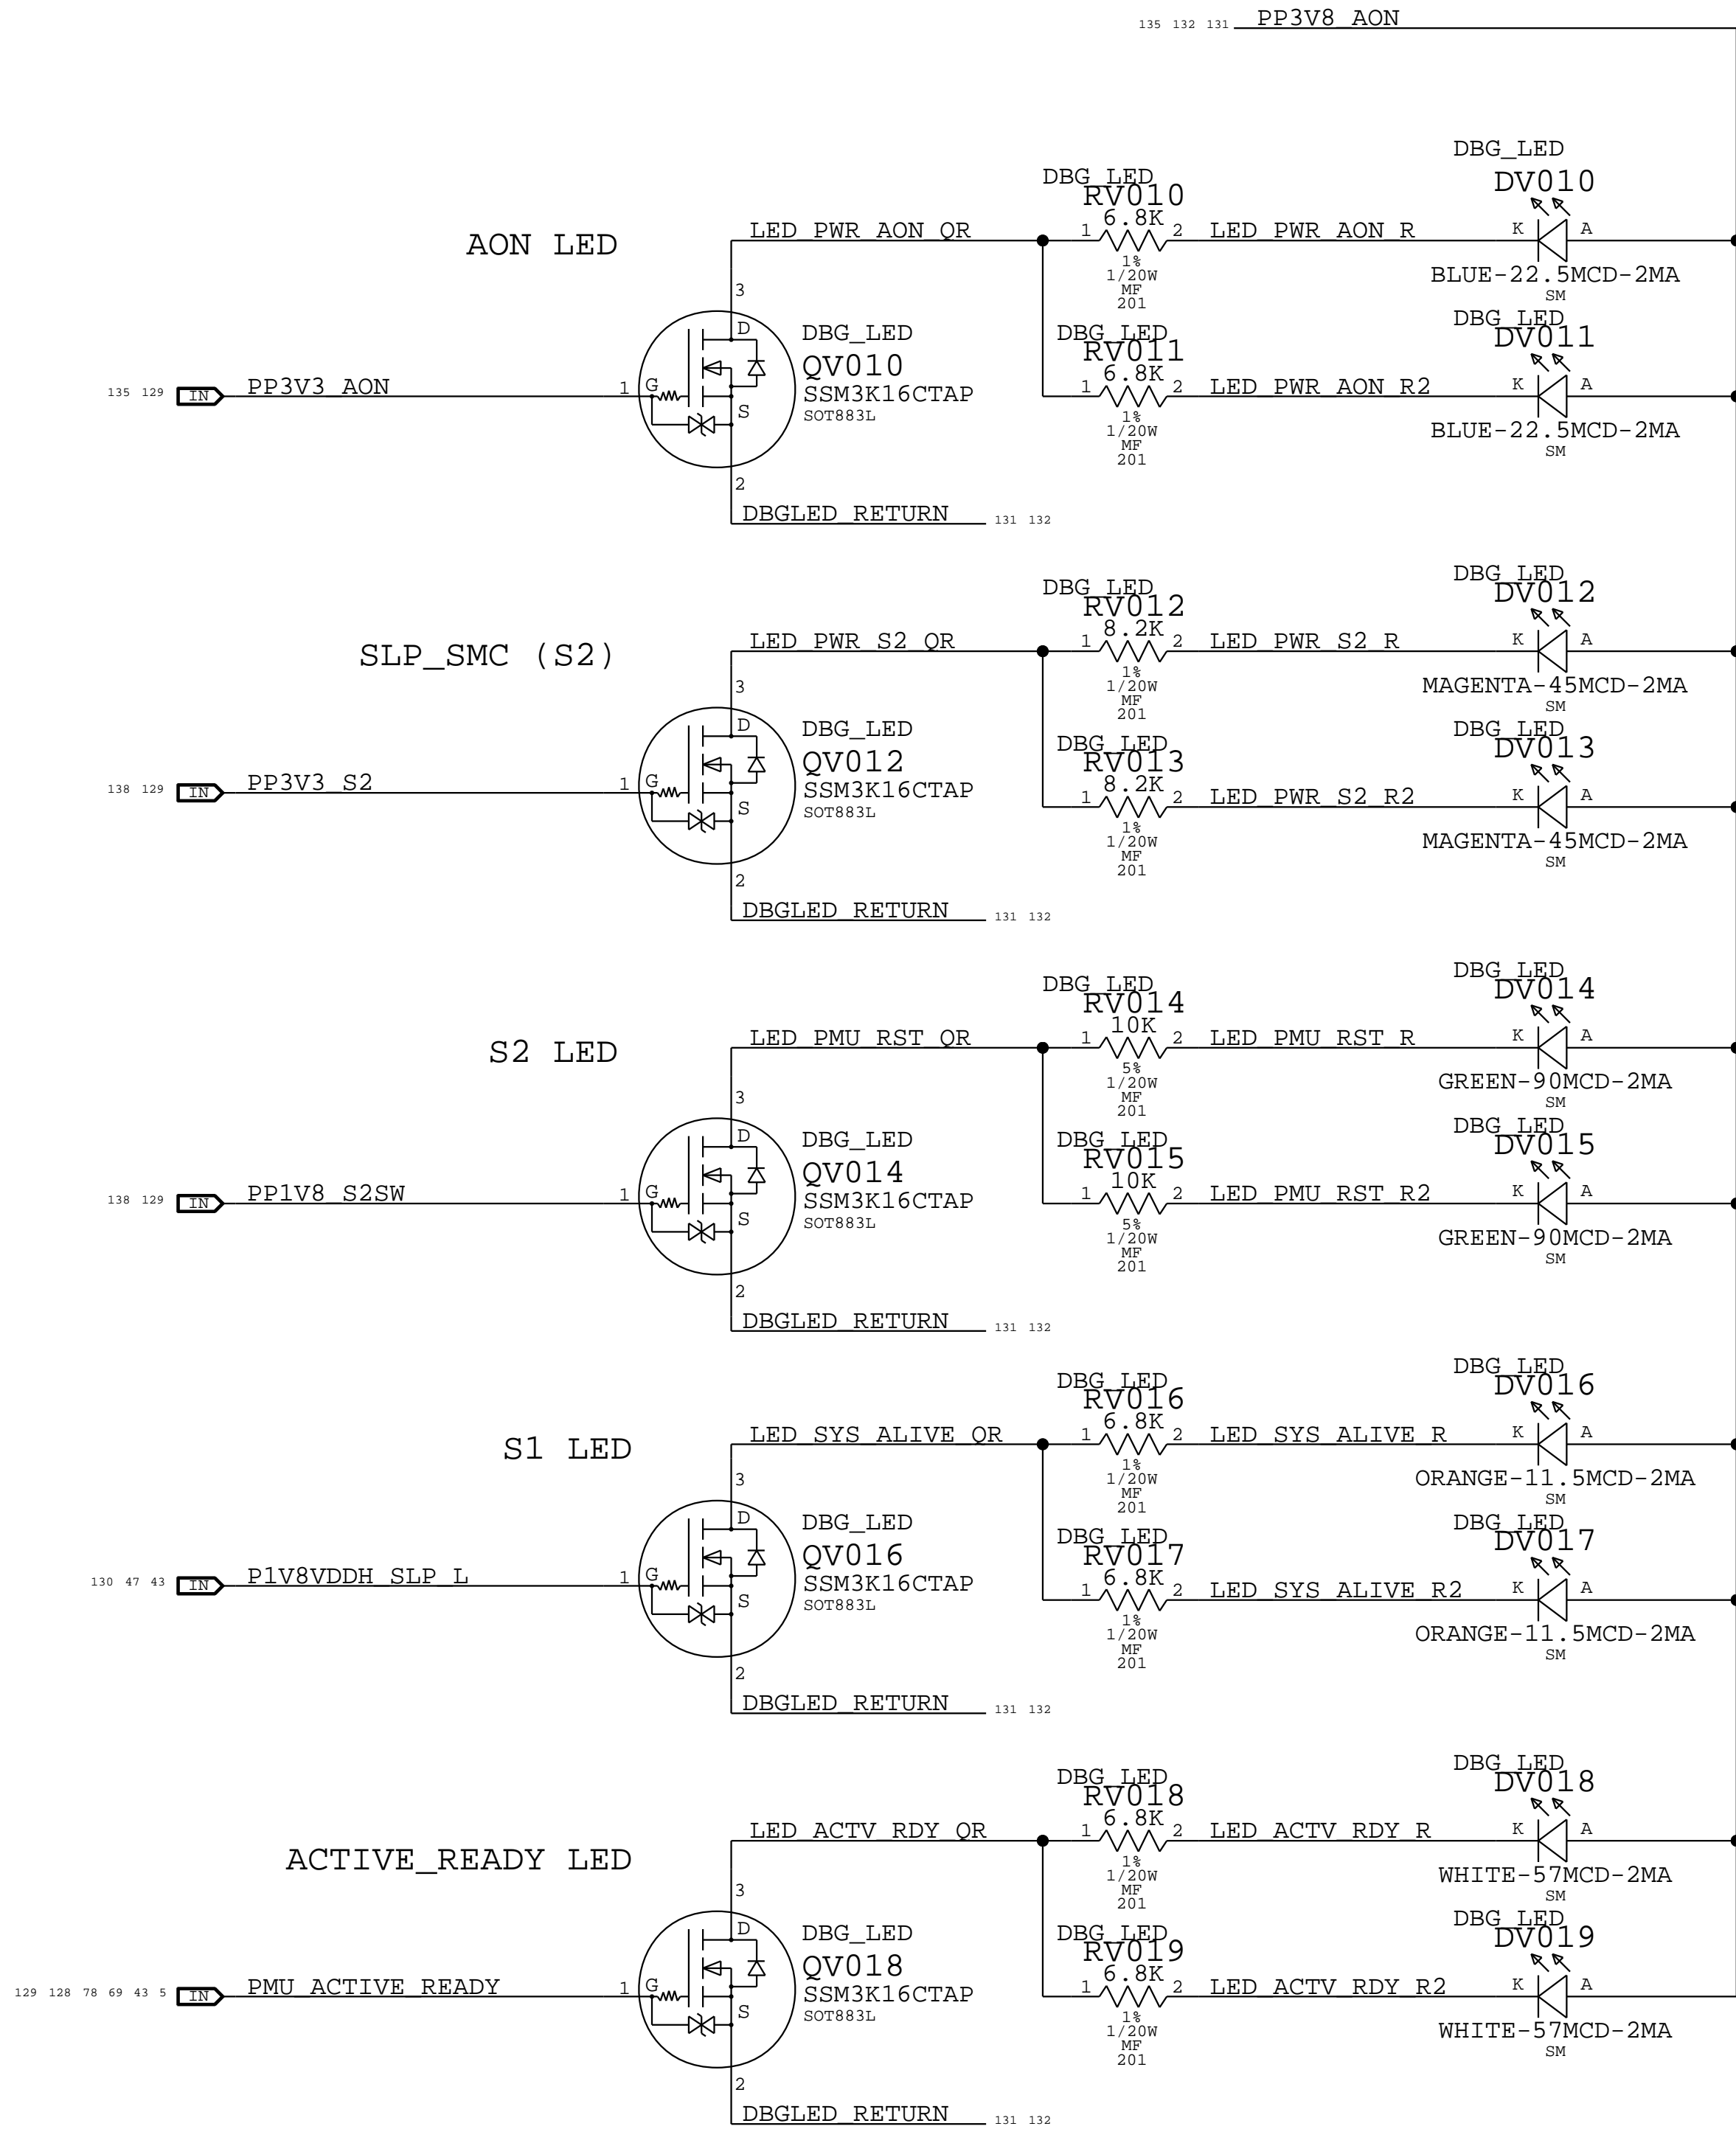 135 132 131 PP3V8_AON
AON LED
135 129 IN PP3V3_AON
LED_PWR_AON_QR
3
1 G D S
DBG_LED
QV010
SSM3K16CTAP
SOT883L
2
DBGLED_RETURN 131 132
DBG_LED
RV010
6.8K
1 2
1%
1/20W
MF
201
LED_PWR_AON_R
DBG_LED
DV010
K A
BLUE-22.5MCD-2MA
SM
DBG_LED
RV011
6.8K
1 2
1%
1/20W
MF
201
LED_PWR_AON_R2
DBG_LED
DV011
K A
BLUE-22.5MCD-2MA
SM
SLP_SMC (S2)
138 129 IN PP3V3_S2
LED_PWR_S2_QR
3
1 G D S
DBG_LED
QV012
SSM3K16CTAP
SOT883L
2
DBGLED_RETURN 131 132
DBG_LED
RV012
8.2K
1 2
1%
1/20W
MF
201
LED_PWR_S2_R
DBG_LED
DV012
K A
MAGENTA-45MCD-2MA
SM
DBG_LED
RV013
8.2K
1 2
1%
1/20W
MF
201
LED_PWR_S2_R2
DBG_LED
DV013
K A
MAGENTA-45MCD-2MA
SM
S2 LED
138 129 IN PP1V8_S2SW
LED_PMU_RST_QR
3
1 G D S
DBG_LED
QV014
SSM3K16CTAP
SOT883L
2
DBGLED_RETURN 131 132
DBG_LED
RV014
10K
1 2
5%
1/20W
MF
201
LED_PMU_RST_R
DBG_LED
DV014
K A
GREEN-90MCD-2MA
SM
DBG_LED
RV015
10K
1 2
5%
1/20W
MF
201
LED_PMU_RST_R2
DBG_LED
DV015
K A
GREEN-90MCD-2MA
SM
S1 LED
130 47 43 IN P1V8VDDH_SLP_L
LED_SYS_ALIVE_QR
3
1 G D S
DBG_LED
QV016
SSM3K16CTAP
SOT883L
2
DBGLED_RETURN 131 132
DBG_LED
RV016
6.8K
1 2
1%
1/20W
MF
201
LED_SYS_ALIVE_R
DBG_LED
DV016
K A
ORANGE-11.5MCD-2MA
SM
DBG_LED
RV017
6.8K
1 2
1%
1/20W
MF
201
LED_SYS_ALIVE_R2
DBG_LED
DV017
K A
ORANGE-11.5MCD-2MA
SM
ACTIVE_READY LED
129 128 78 69 43 5 IN PMU_ACTIVE_READY
LED_ACTV_RDY_QR
3
1 G D S
DBG_LED
QV018
SSM3K16CTAP
SOT883L
2
DBGLED_RETURN 131 132
DBG_LED
RV018
6.8K
1 2
1%
1/20W
MF
201
LED_ACTV_RDY_R
DBG_LED
DV018
K A
WHITE-57MCD-2MA
SM
DBG_LED
RV019
6.8K
1 2
1%
1/20W
MF
201
LED_ACTV_RDY_R2
DBG_LED
DV019
K A
WHITE-57MCD-2MA
SM